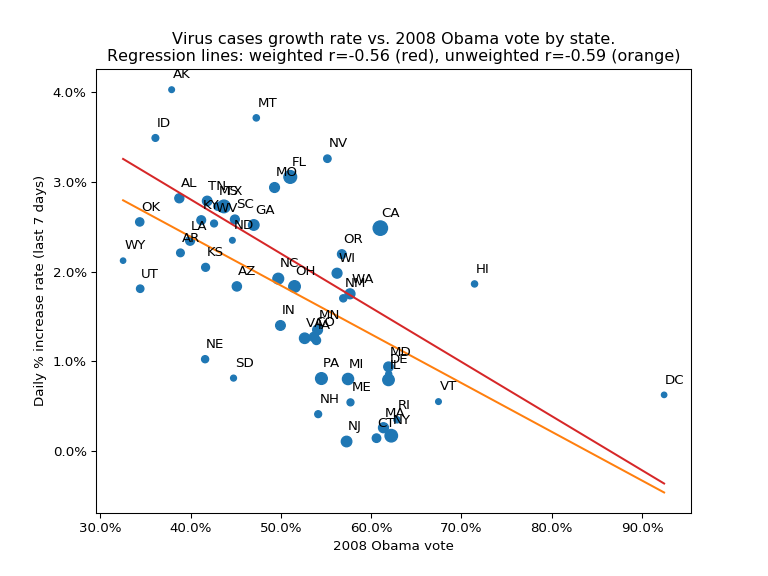 Virus cases growth rate vs. 2008 Obama vote by state.
Regression lines: weighted r=-0.56 (red), unweighted r=-0.59 (orange)
AK
4.0%
MT
ID
NV
FL
MO
3.0%
AL
TN
MS
TX
OK
KY
WV
SC
GA
CA
LA
ND
AR
OR
WY
KS
WI
HI
2.0%
UT
AZ
NC
OH
NM
WA
IN
MN
VA
CO
IA
NE
MD
DE
IL
1.0%
SD
PA
MI
ME
VT
DC
NH
RI
MA
NJ
CT
NY
0.0%
Daily % increase rate (last 7 days)
30.0%
40.0%
50.0%
60.0%
70.0%
80.0%
90.0%
2008 Obama vote